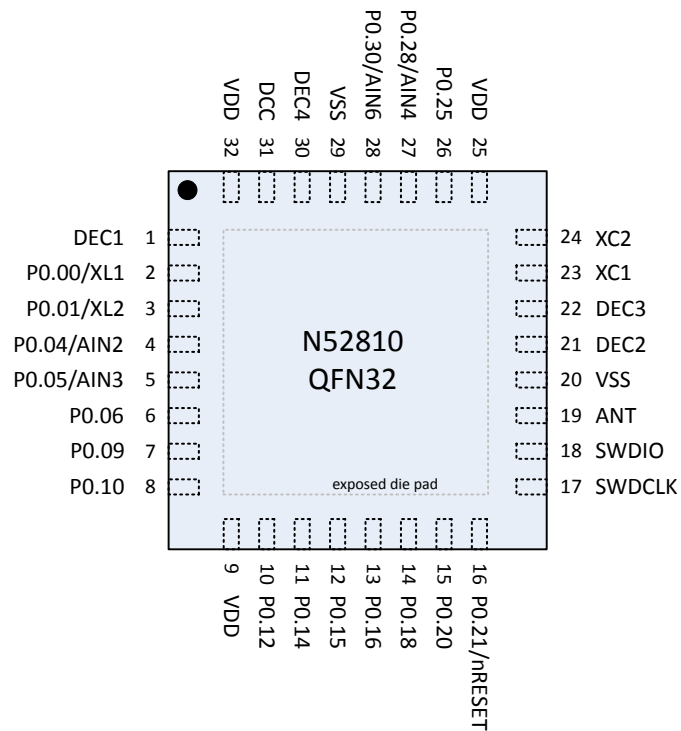 VDD 32
DCC 31
DEC4 30
VSS 29
P0.30/AIN6 28
P0.28/AIN4 27
P0.25 26
VDD 25
DEC1 1
P0.00/XL1 2
P0.01/XL2 3
P0.04/AIN2 4
P0.05/AIN3 5
P0.06 6
P0.09 7
P0.10 8
N52810
QFN32
exposed die pad
24 XC2
23 XC1
22 DEC3
21 DEC2
20 VSS
19 ANT
18 SWDIO
17 SWDCLK
9 VDD
10 P0.12
11 P0.14
12 P0.15
13 P0.16
14 P0.18
15 P0.20
16 P0.21/nRESET